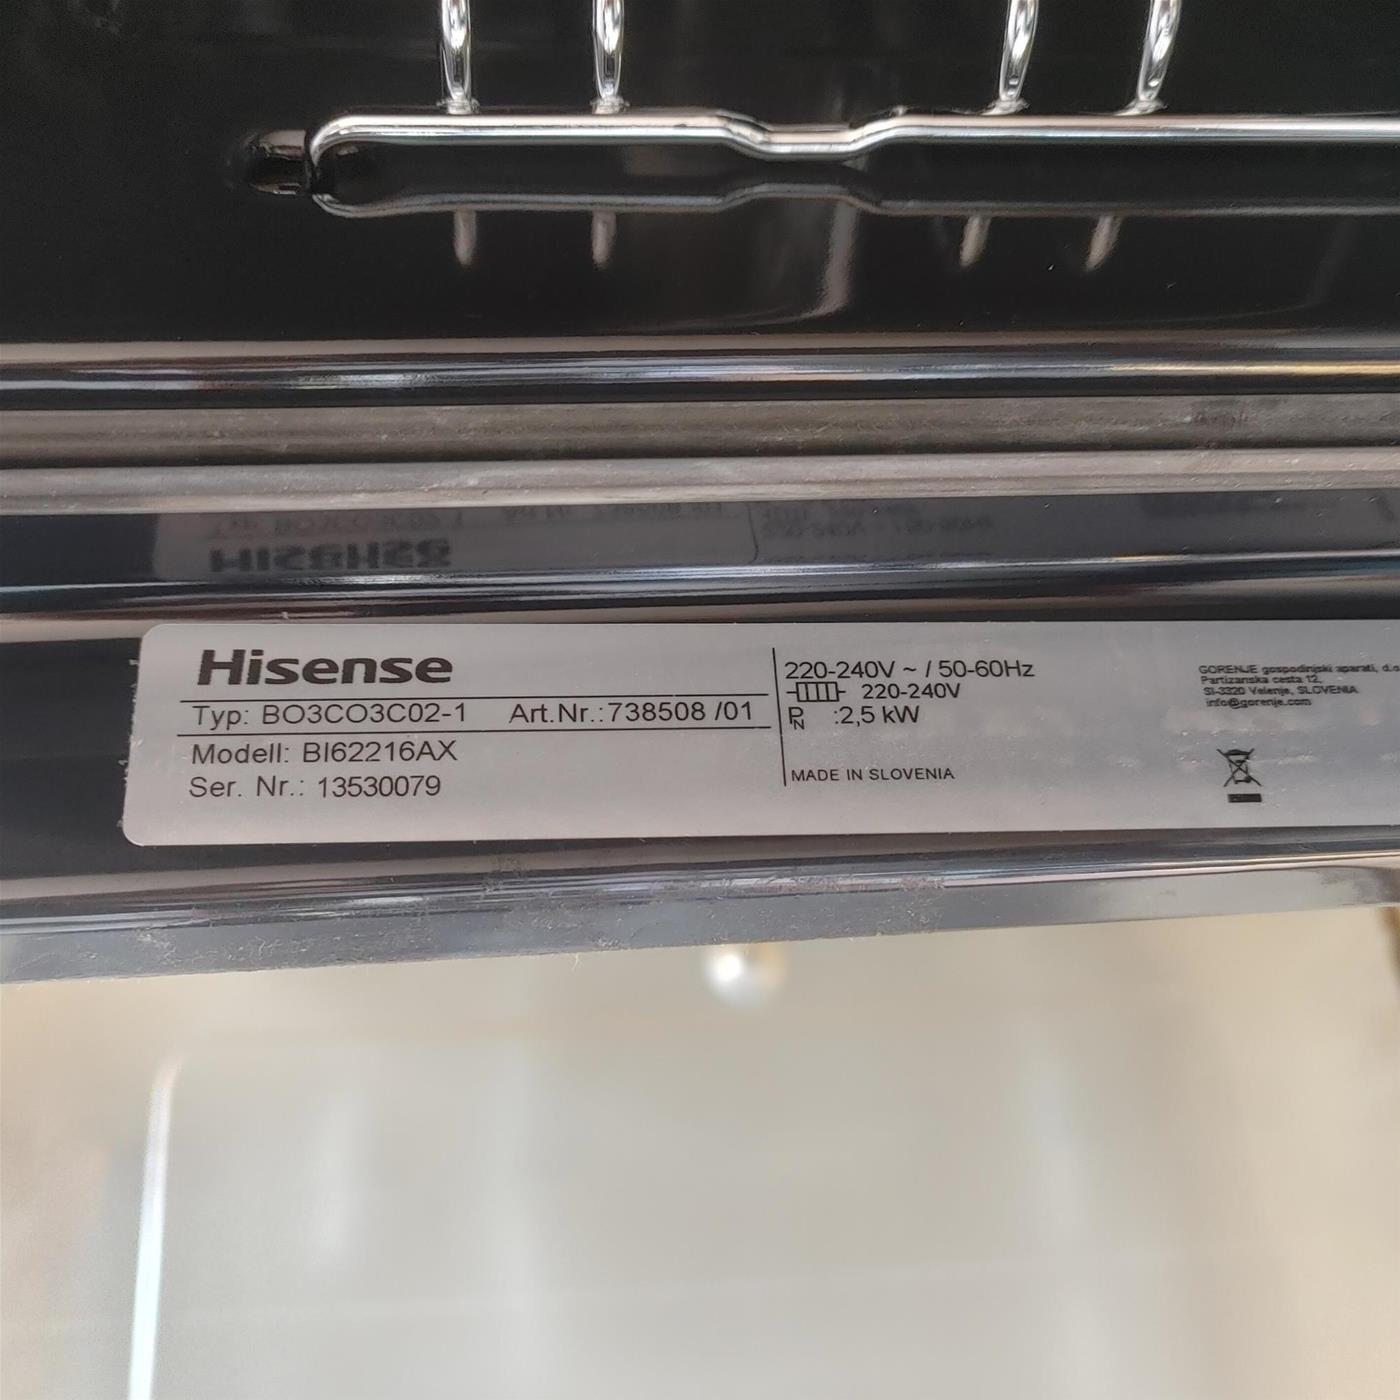 Hisense
Typ: BO3CO3C02-1 Art.Nr.:738508 /01
Modell: BI62216AX
Ser. Nr.: 13530079
220-240V ~ / 50-60Hz
220-240V
PN :2,5 kW
MADE IN SLOVENIA
GORENJE gospodinjski aparati, d.o
Partizanska cesta 12,
SI-3320 Velenje, SLOVENIA
info@gorenje.com